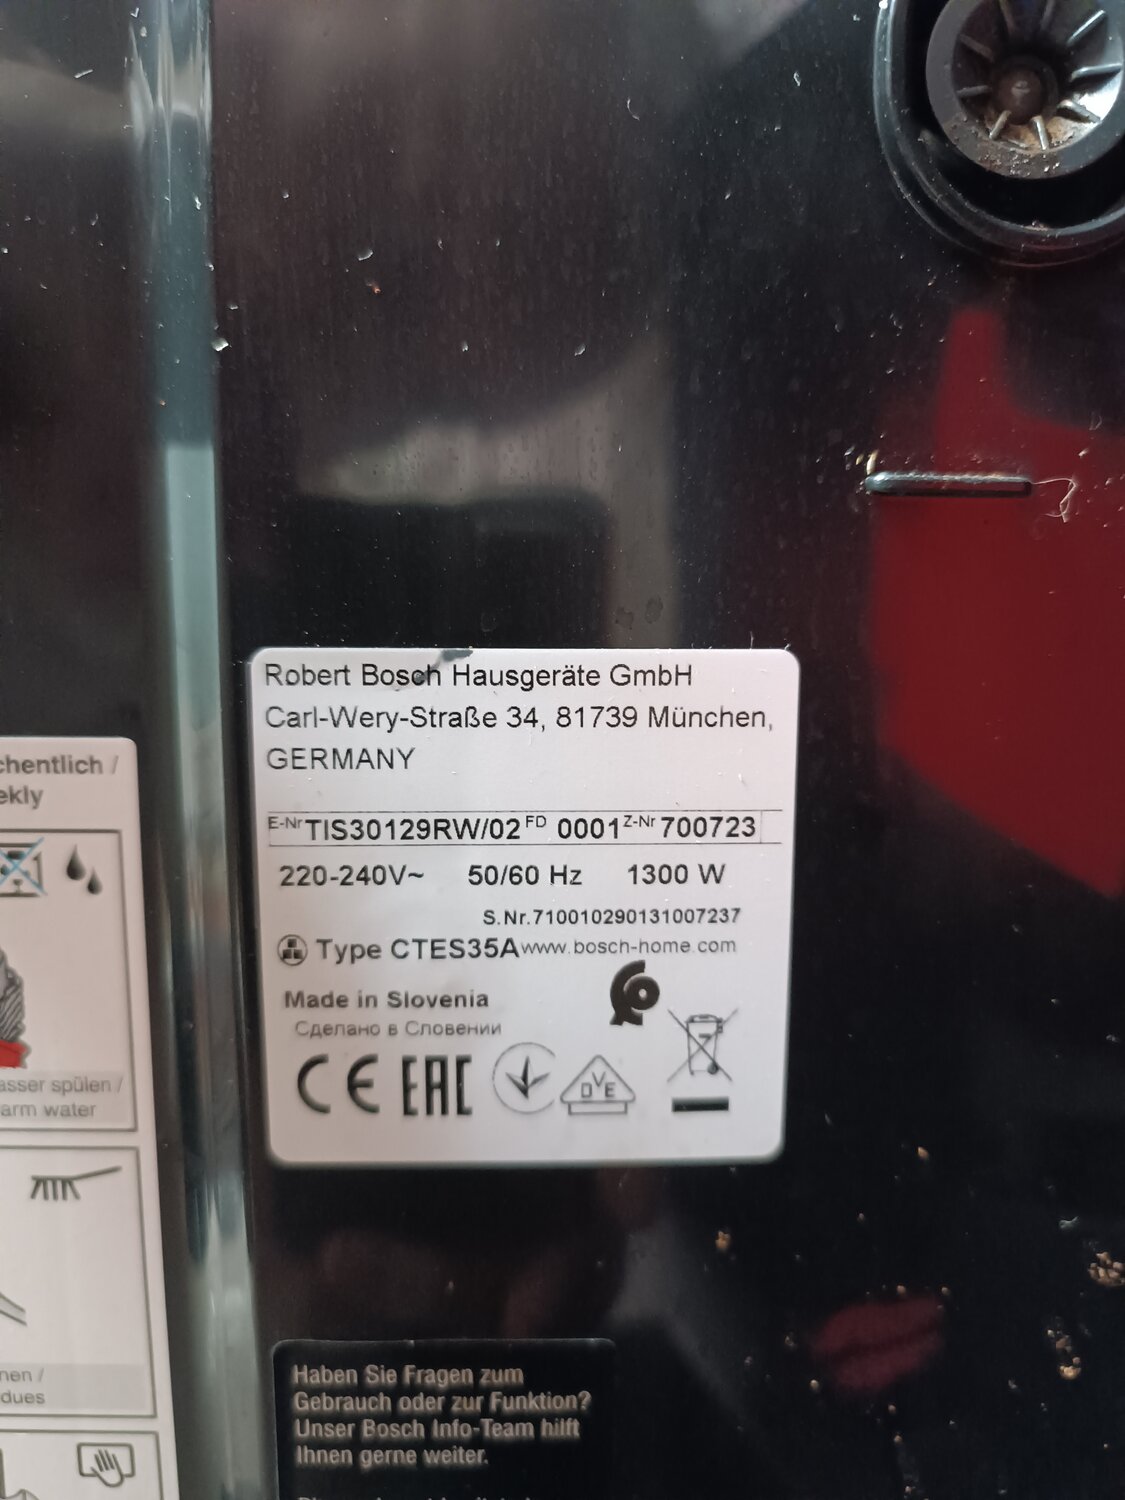 Robert Bosch Hausgeräte GmbH
Carl-Wery-Straße 34, 81739 München,
GERMANY
E-Nr TIS30129RW/02 FD 0001 Z-Nr 700723
220-240V~ 50/60 Hz 1300 W
S.Nr.710010290131007237
Type CTES35A www.bosch-home.com
Made in Slovenia
Сделано в Словении
CE EAC DVE
chentlich /
ekly
asser spülen /
arm water
nen /
dues
Haben Sie Fragen zum
Gebrauch oder zur Funktion?
Unser Bosch Info-Team hilft
Ihnen gerne weiter.